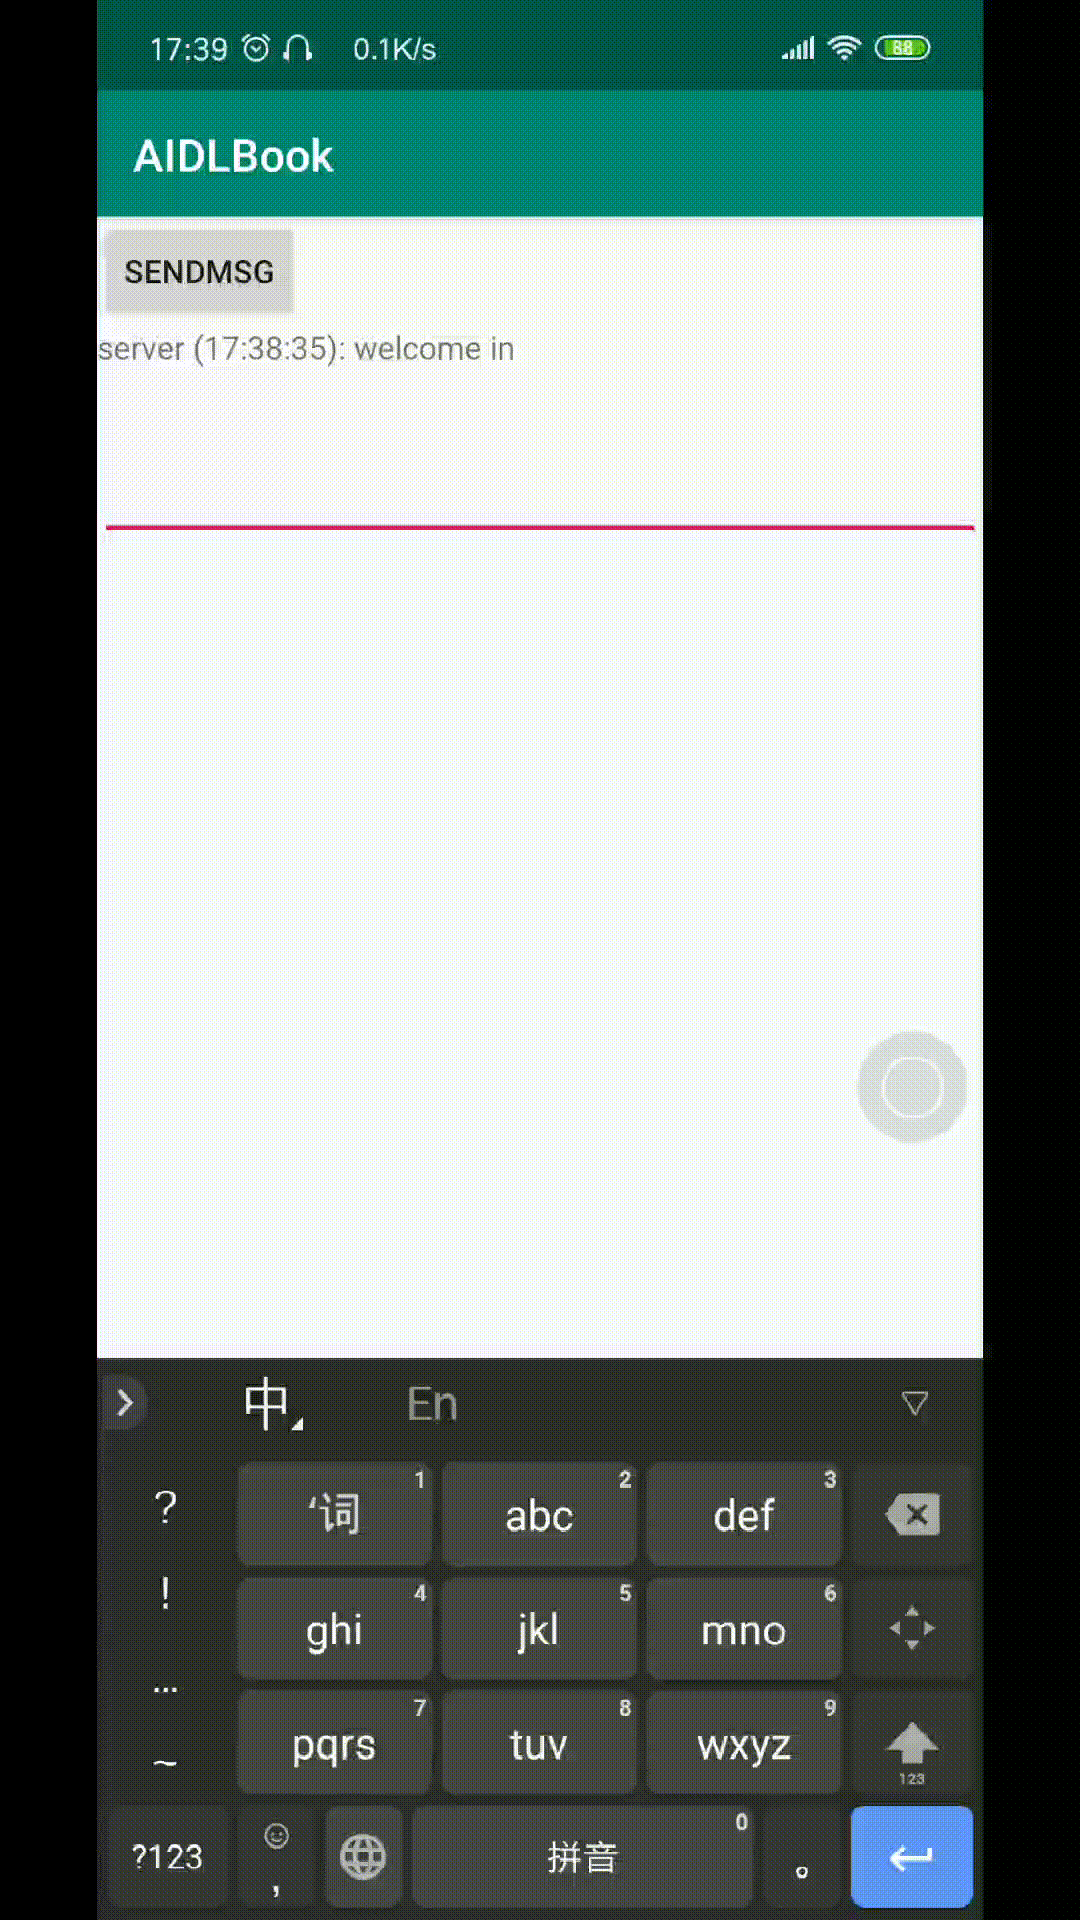 17:39 0.1K/s 88
AIDLBook
SENDMSG
server (17:38:35): welcome in
中 En
? '词 1 abc 2 def 3
! ghi 4 jkl 5 mno 6
...
~ pqrs 7 tuv 8 wxyz 9 123
?123 , 拼音 0 。